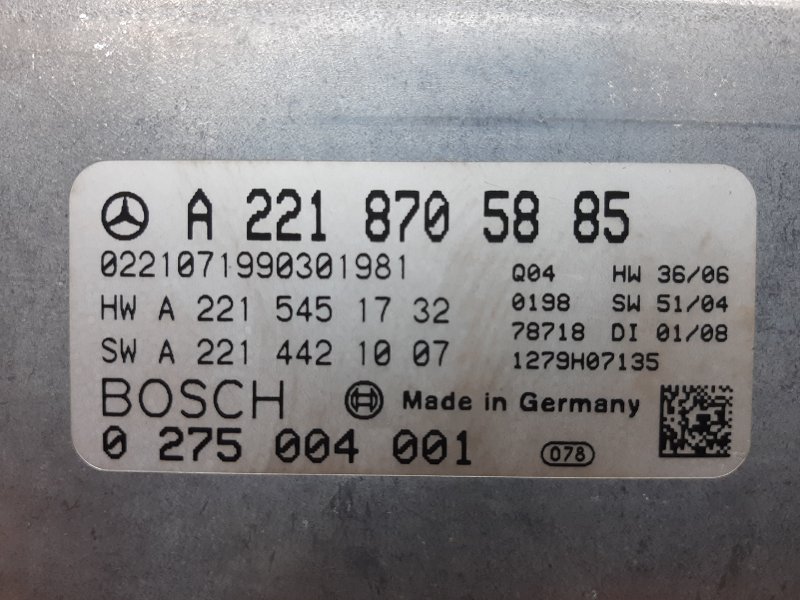 A 221 870 58 85
0221071990301981
HW A 221 545 17 32
SW A 221 442 10 07
Q04 HW 36/06
0198 SW 51/04
78718 DI 01/08
1279H07135
BOSCH Made in Germany
0 275 004 001 078